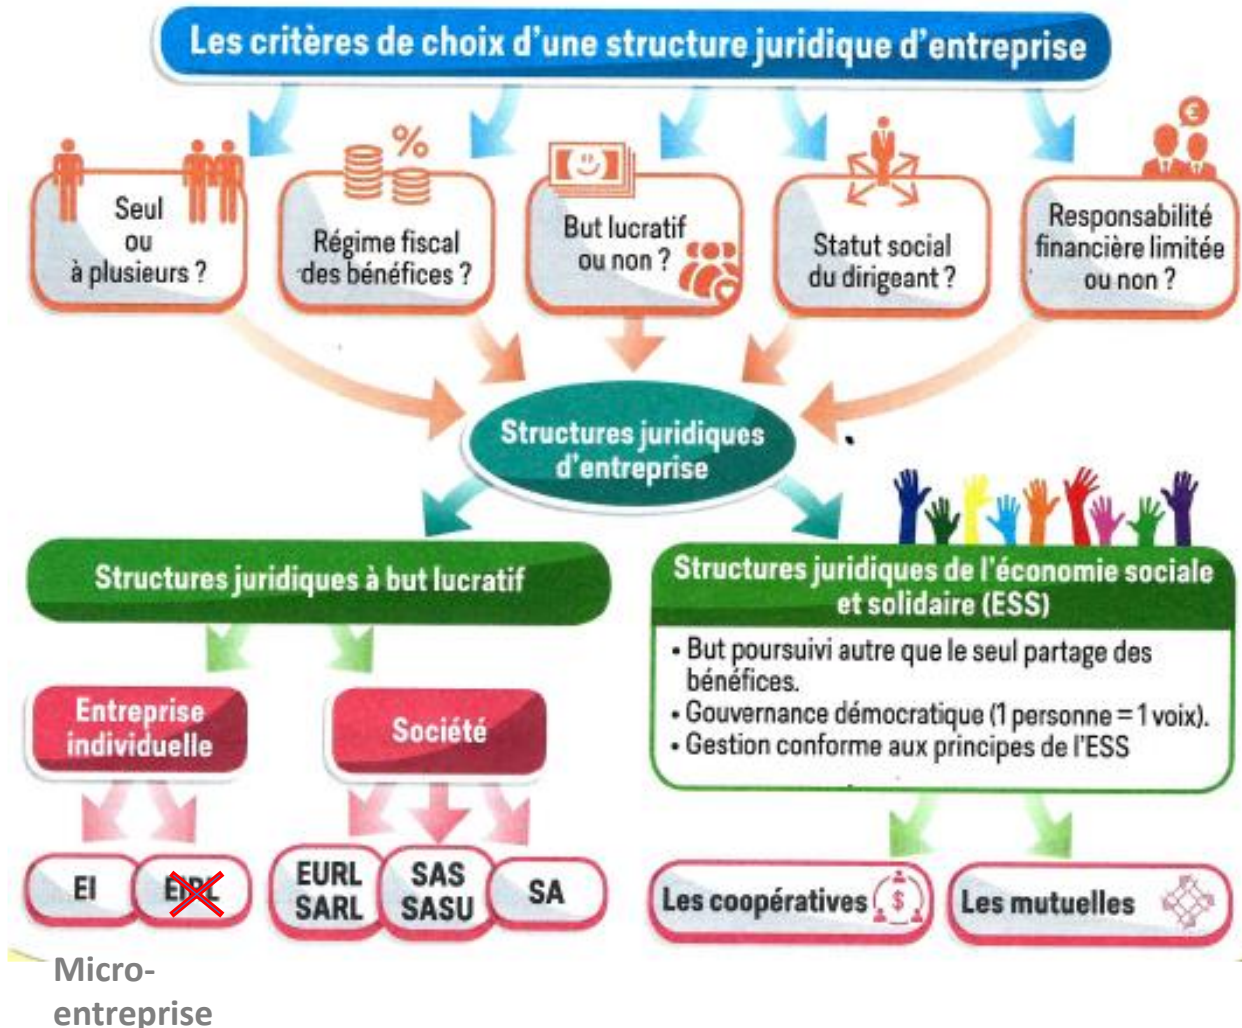 Les critères de choix d'une structure juridique d'entreprise
%
€
Seul
ou
à plusieurs ?
Régime fiscal
des bénéfices ?
But lucratif
ou non ?
Statut social
du dirigeant ?
Responsabilité
financière limitée
ou non ?
Structures juridiques
d'entreprise
Structures juridiques à but lucratif
Structures juridiques de l'économie sociale
et solidaire (ESS)
• But poursuivi autre que le seul partage des
bénéfices.
• Gouvernance démocratique (1 personne = 1 voix).
• Gestion conforme aux principes de l'ESS
Entreprise
individuelle
Société
EI
EIRL
EURL
SARL
SAS
SASU
SA
Les coopératives
$
Les mutuelles
Micro-
entreprise